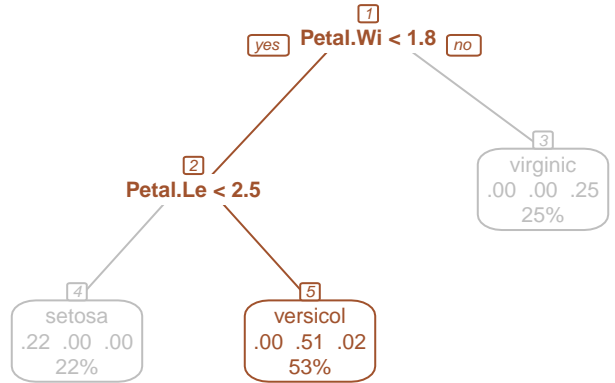 1
yes Petal.Wi < 1.8 no
2
Petal.Le < 2.5
3
virginic
.00 .00 .25
25%
4
setosa
.22 .00 .00
22%
5
versicol
.00 .51 .02
53%